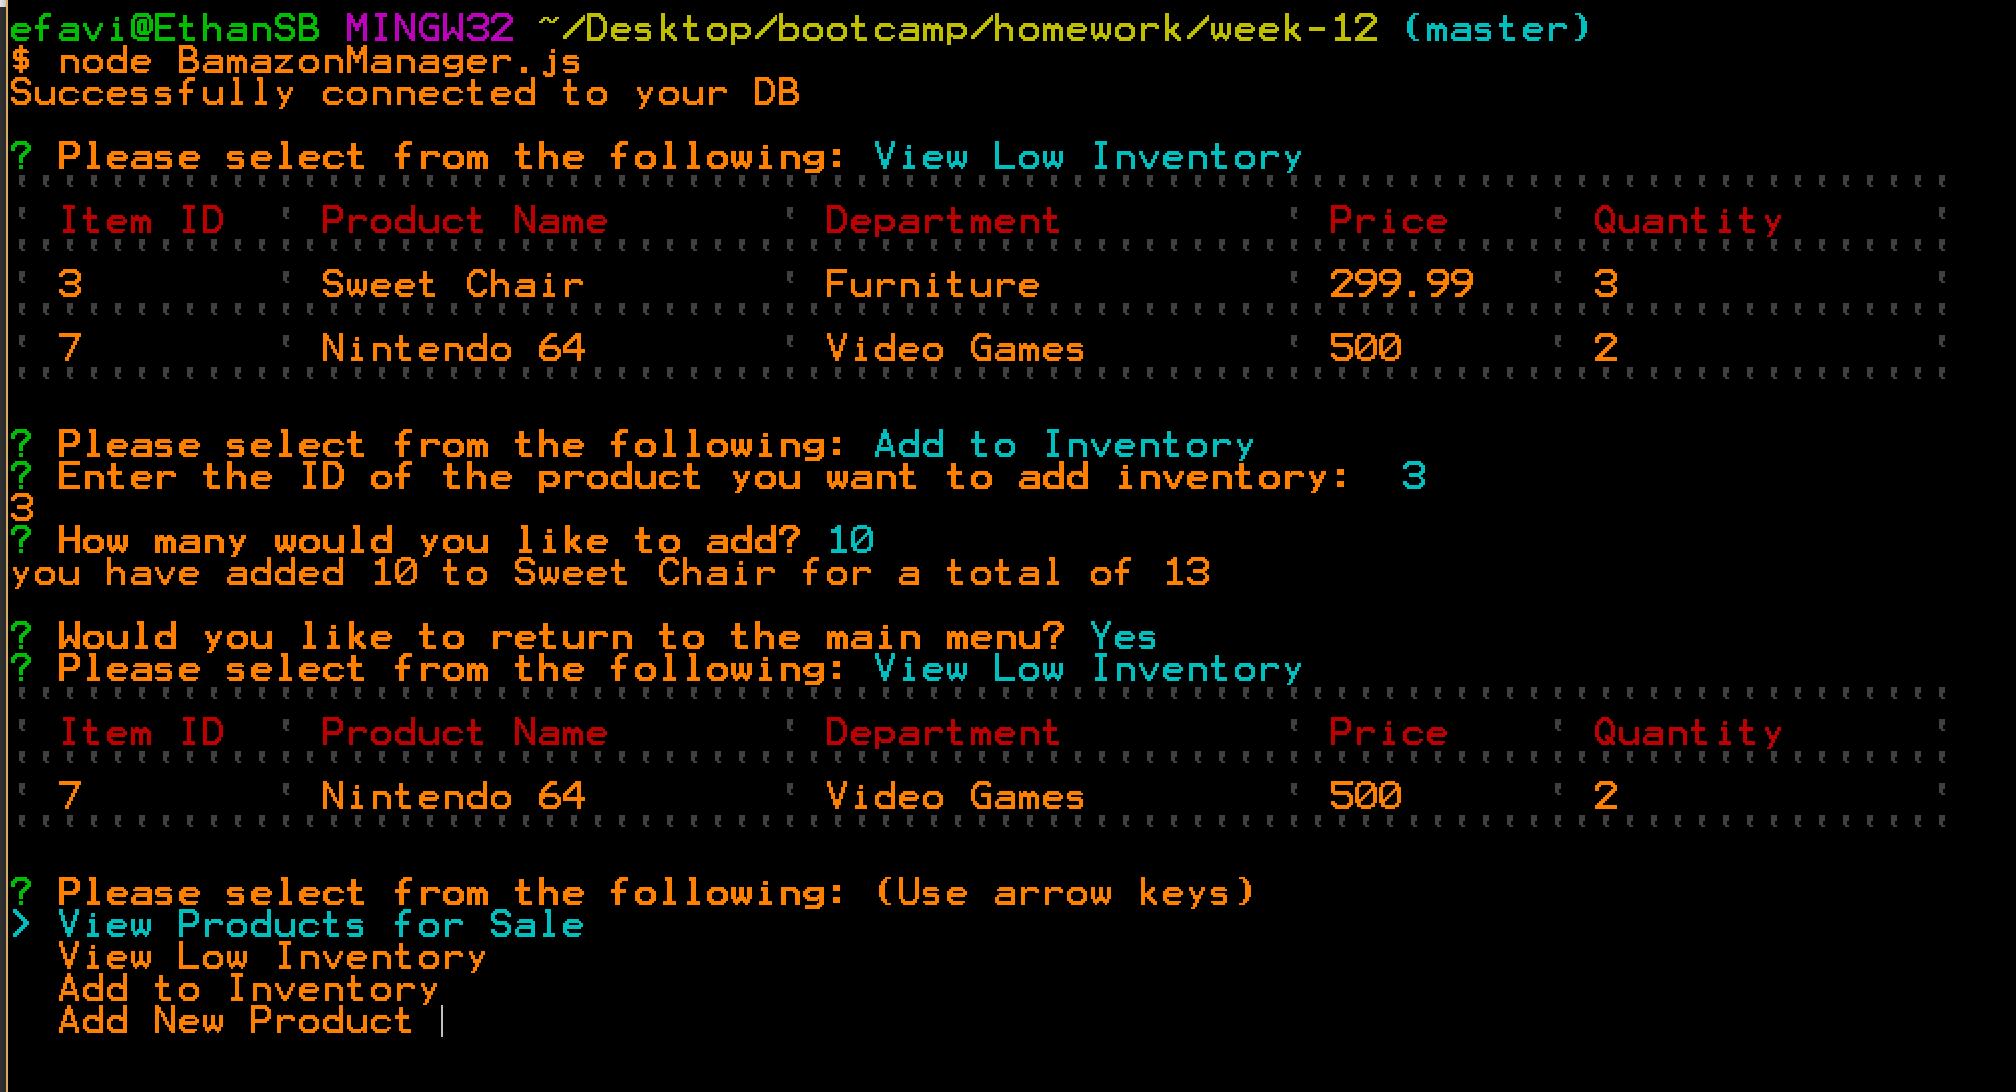 efavi@EthanSB MINGW32 ~/Desktop/bootcamp/homework/week-12 (master)
$ node BamazonManager.js
Successfully connected to your DB
? Please select from the following: View Low Inventory
Item ID Product Name Department Price Quantity
3 Sweet Chair Furniture 299.99 3
7 Nintendo 64 Video Games 500 2
? Please select from the following: Add to Inventory
? Enter the ID of the product you want to add inventory:  3
3
? How many would you like to add? 10
you have added 10 to Sweet Chair for a total of 13
? Would you like to return to the main menu? Yes
? Please select from the following: View Low Inventory
Item ID Product Name Department Price Quantity
7 Nintendo 64 Video Games 500 2
? Please select from the following: (Use arrow keys)
> View Products for Sale
View Low Inventory
Add to Inventory
Add New Product